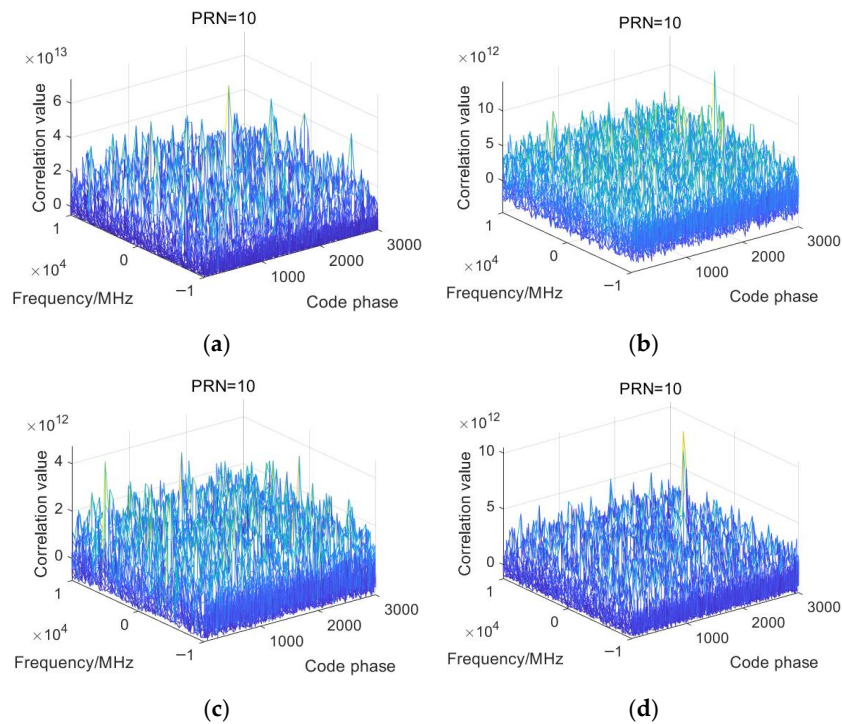 PRN=10
×10^13
Correlation value
6
4
2
0
1
×10^4
0
−1
Frequency/MHz
1000
2000
3000
Code phase
(a)
PRN=10
×10^12
Correlation value
10
5
0
1
×10^4
0
−1
Frequency/MHz
1000
2000
3000
Code phase
(b)
PRN=10
×10^12
Correlation value
4
2
0
1
×10^4
0
−1
Frequency/MHz
1000
2000
3000
Code phase
(c)
PRN=10
×10^12
Correlation value
10
5
0
1
×10^4
0
−1
Frequency/MHz
1000
2000
3000
Code phase
(d)